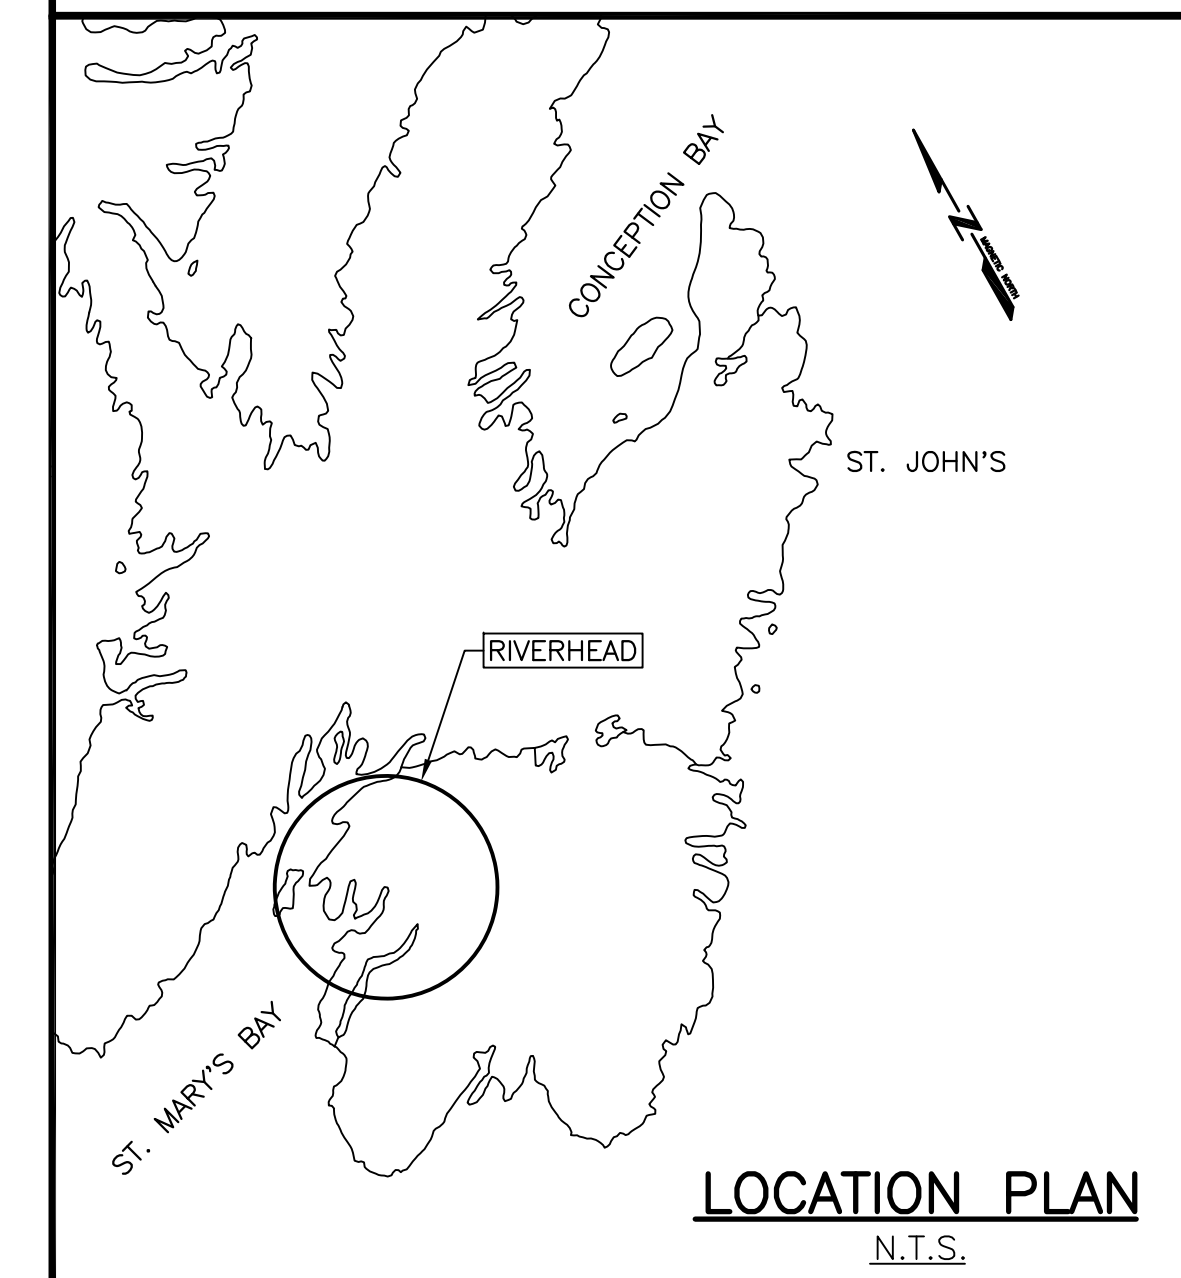 CONCEPTION BAY
N
MAGNETIC NORTH
ST. JOHN'S
RIVERHEAD
ST. MARY'S BAY
LOCATION PLAN
N.T.S.